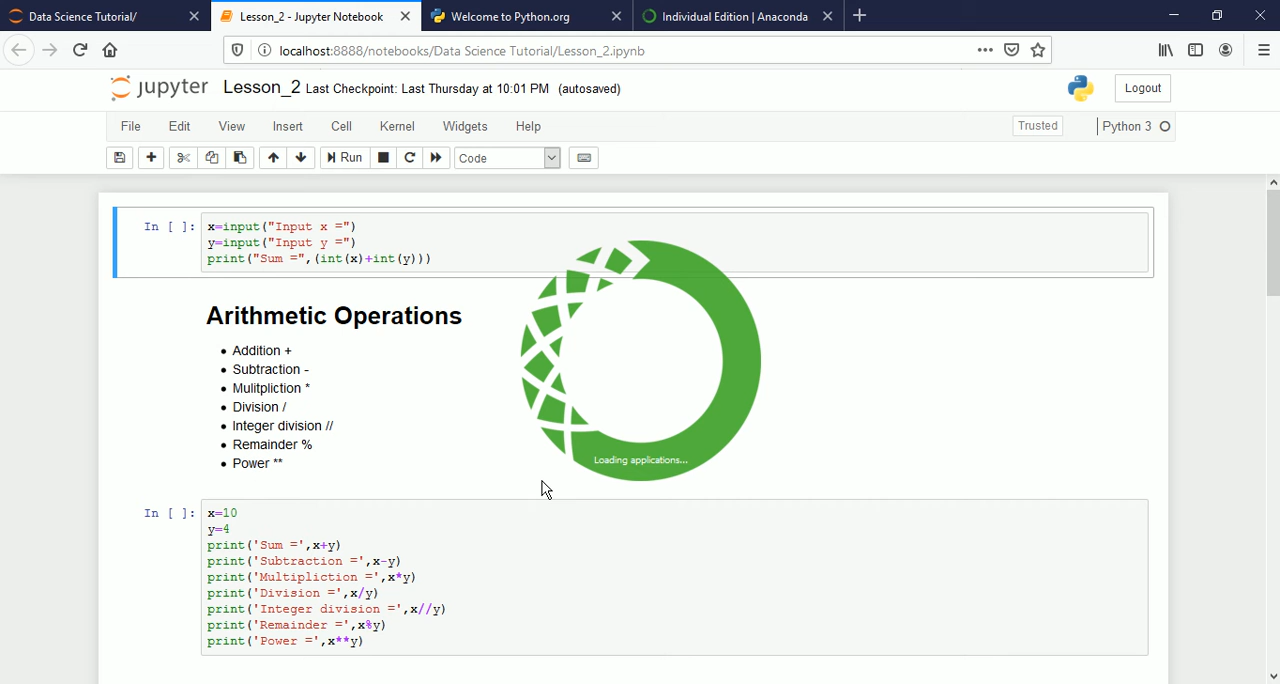 Data Science Tutorial/
Lesson_2 - Jupyter Notebook
Welcome to Python.org
Individual Edition | Anaconda
localhost:8888/notebooks/Data Science Tutorial/Lesson_2.ipynb
jupyter Lesson_2 Last Checkpoint: Last Thursday at 10:01 PM (autosaved)
Logout
File Edit View Insert Cell Kernel Widgets Help
Trusted
Python 3
Run
Code
In [ ]:
x=input("Input x =")
y=input("Input y =")
print("Sum =",(int(x)+int(y)))
Arithmetic Operations
• Addition +
• Subtraction -
• Mulitpliction *
• Division /
• Integer division //
• Remainder %
• Power **
Loading applications...
In [ ]:
x=10
y=4
print('Sum =',x+y)
print('Subtraction =',x-y)
print('Multipliction =',x*y)
print('Division =',x/y)
print('Integer division =',x//y)
print('Remainder =',x%y)
print('Power =',x**y)